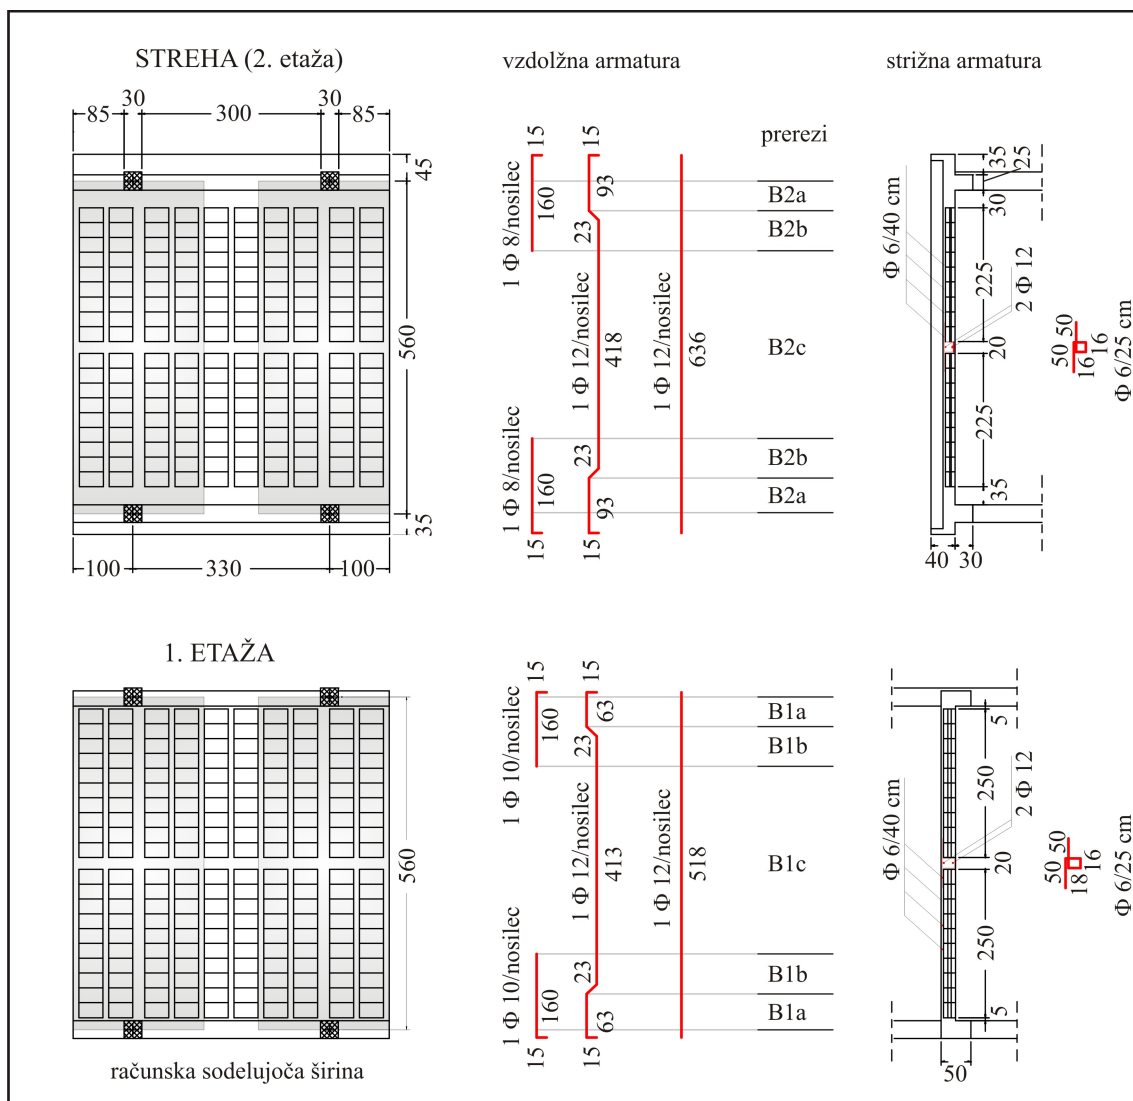 STREHA (2. etaža)
vzdolžna armatura
strižna armatura
30
30
85
300
85
45
560
35
100
330
100
15
15
prerezi
1 Φ 8/nosilec
160
93
B2a
B2b
23
1 Φ 12/nosilec
418
1 Φ 12/nosilec
636
B2c
1 Φ 8/nosilec
160
23
93
B2b
B2a
15
15
35
25
30
Φ 6/40 cm
225
2 Φ 12
20
225
35
40
30
50 50
16
16
Φ 6/25 cm
1. ETAŽA
560
računska sodelujoča širina
15
15
1 Φ 10/nosilec
160
63
B1a
B1b
23
1 Φ 12/nosilec
413
1 Φ 12/nosilec
518
B1c
1 Φ 10/nosilec
160
23
63
B1b
B1a
15
15
5
250
2 Φ 12
Φ 6/40 cm
20
250
5
50
50 50
18
16
Φ 6/25 cm